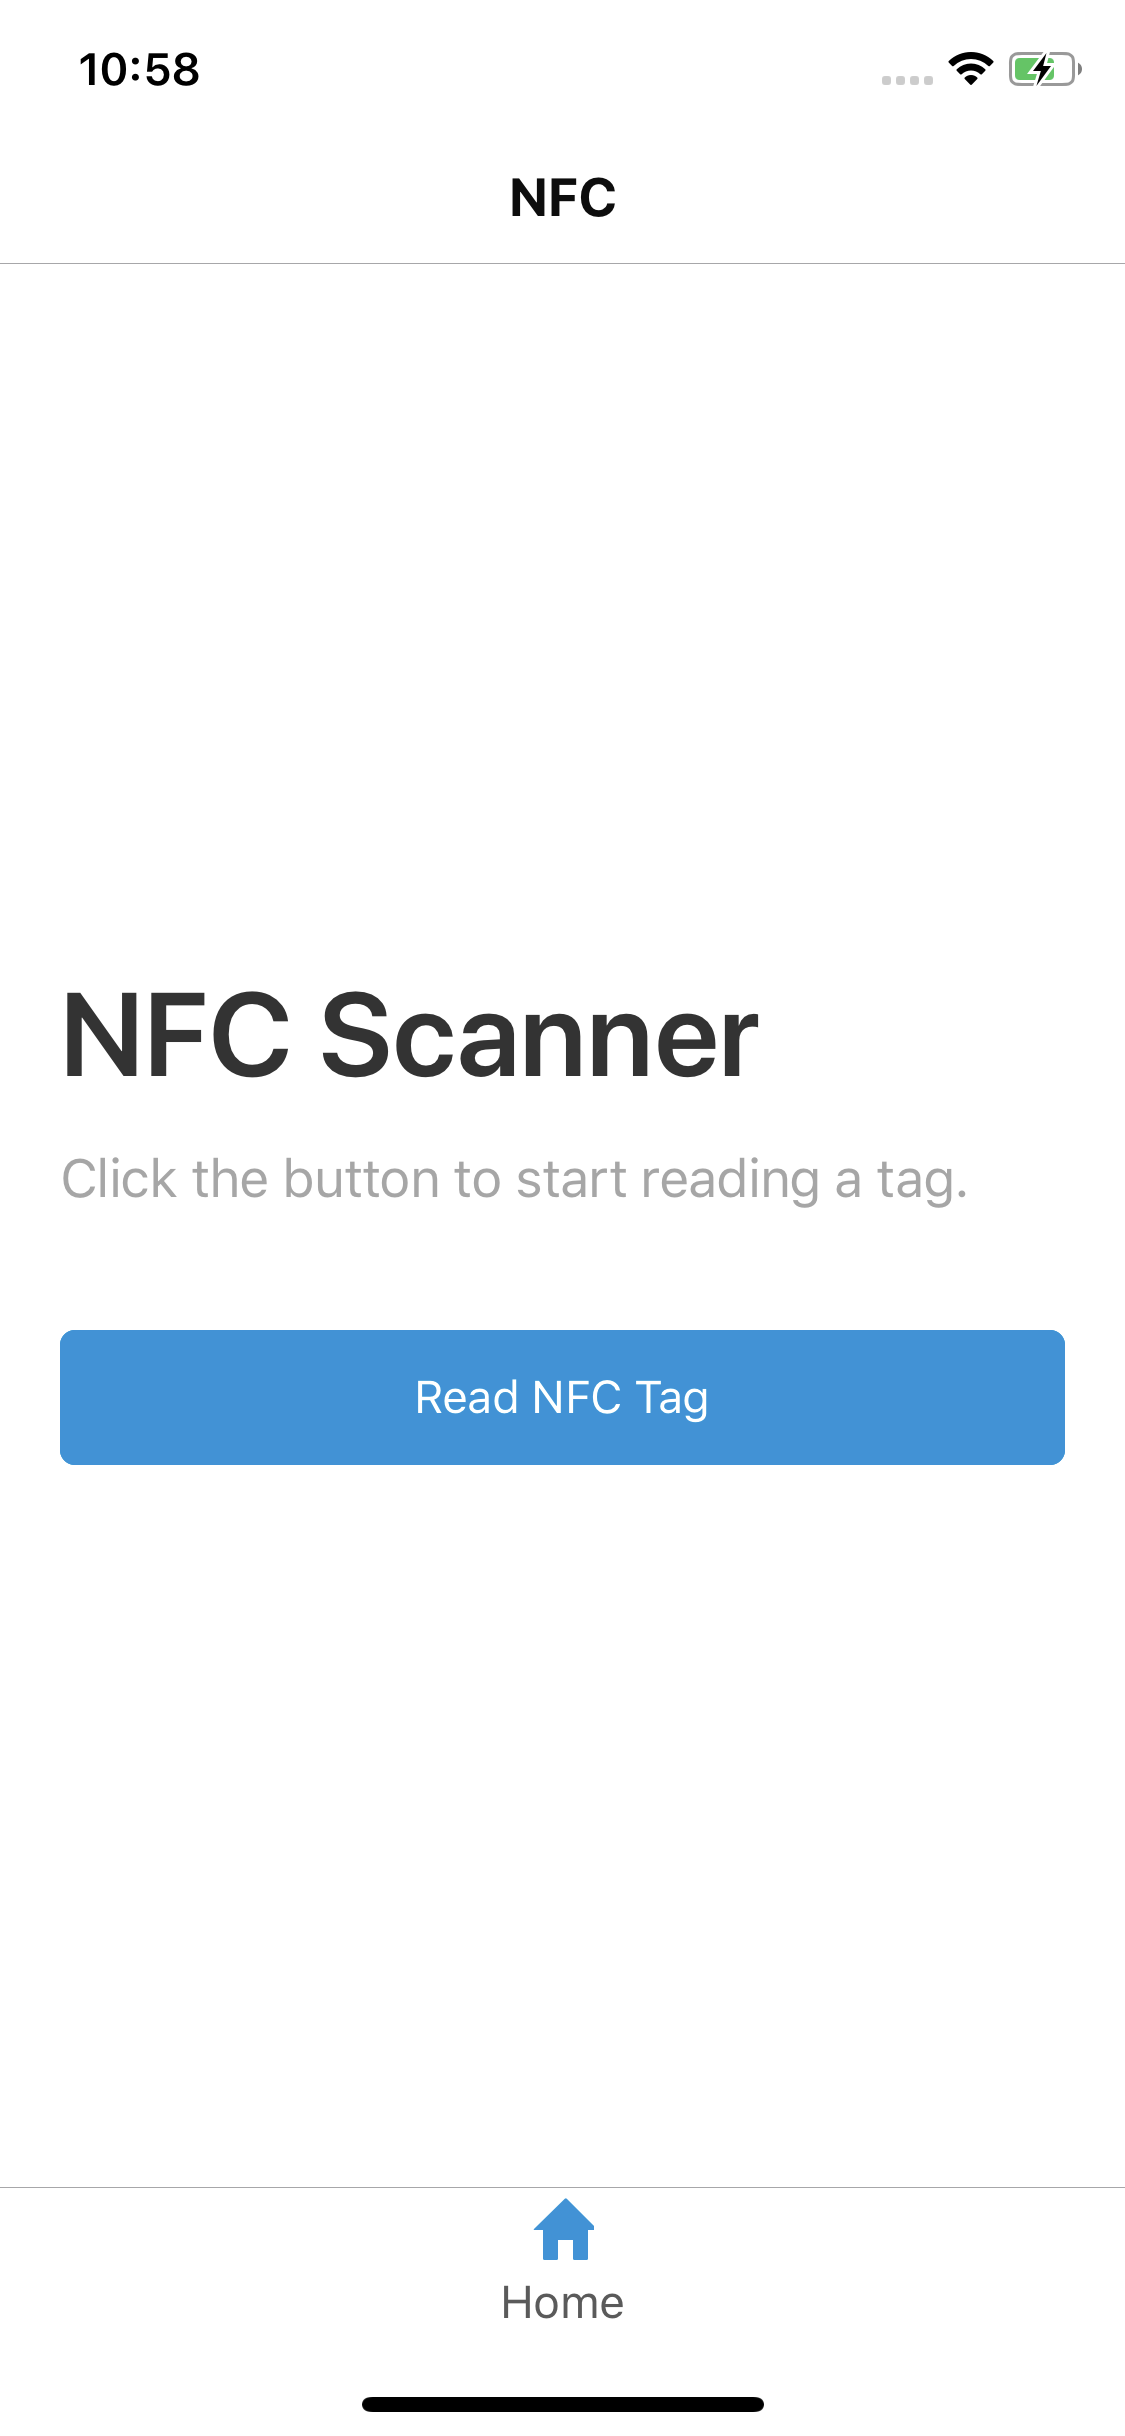 10:58
NFC
NFC Scanner
Click the button to start reading a tag.
Read NFC Tag
Home